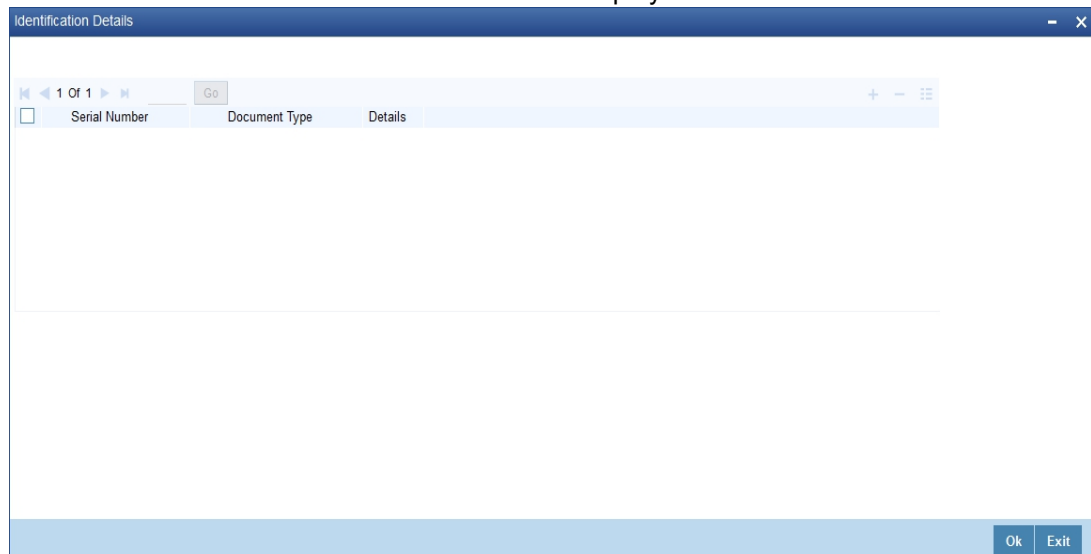 Identification Details
1 Of 1 Go
Serial Number Document Type Details
Ok Exit